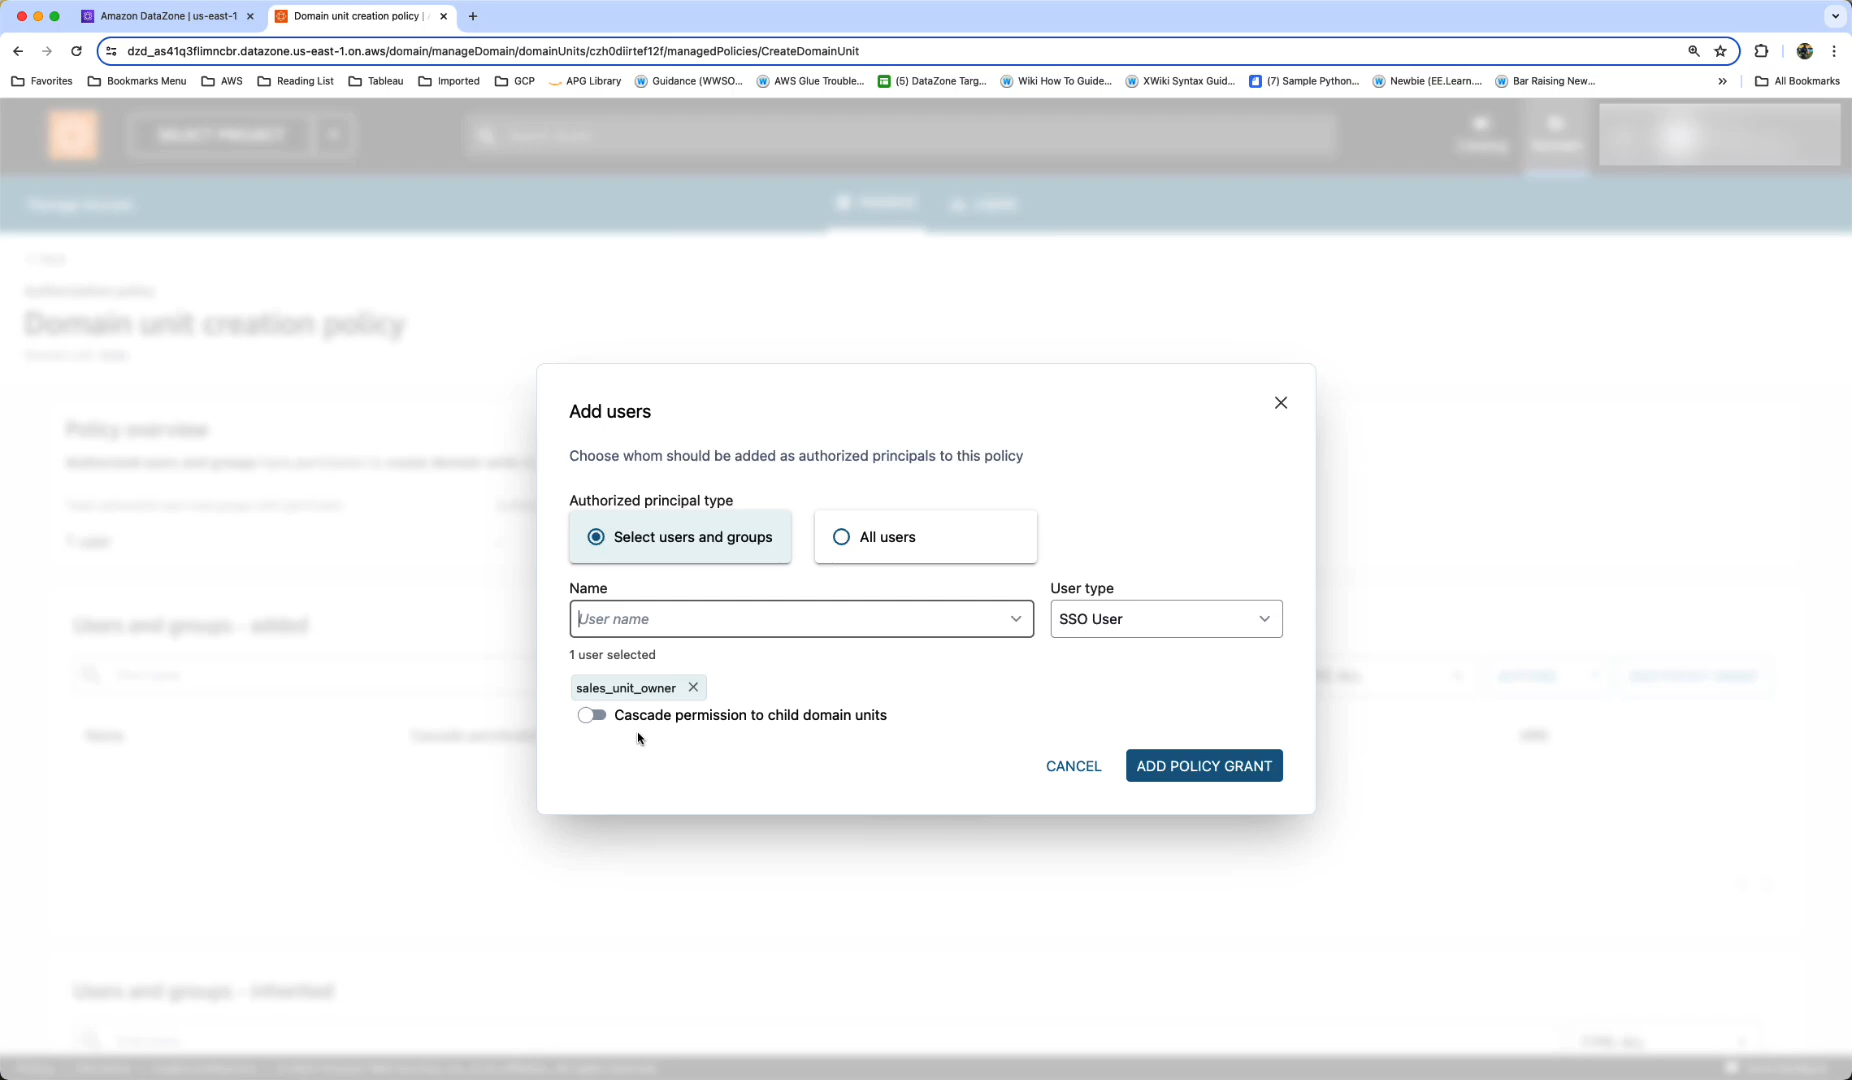 Amazon DataZone | us-east-1
Domain unit creation policy |
dzd_as41q3flimncbr.datazone.us-east-1.on.aws/domain/manageDomain/domainUnits/czh0diirtef12f/managedPolicies/CreateDomainUnit
Favorites Bookmarks Menu AWS Reading List Tableau Imported GCP APG Library Guidance (WWSO... AWS Glue Trouble... (5) DataZone Targ... Wiki How To Guide... XWiki Syntax Guid... (7) Sample Python... Newbie (EE.Learn.... Bar Raising New... » All Bookmarks
SELECT PROJECT
Authorization policy
Domain unit creation policy
Policy overview
Users and groups - added
Users and groups - inherited
Add users
Choose whom should be added as authorized principals to this policy
Authorized principal type
Select users and groups All users
Name User type
User name SSO User
1 user selected
sales_unit_owner
Cascade permission to child domain units
CANCEL ADD POLICY GRANT